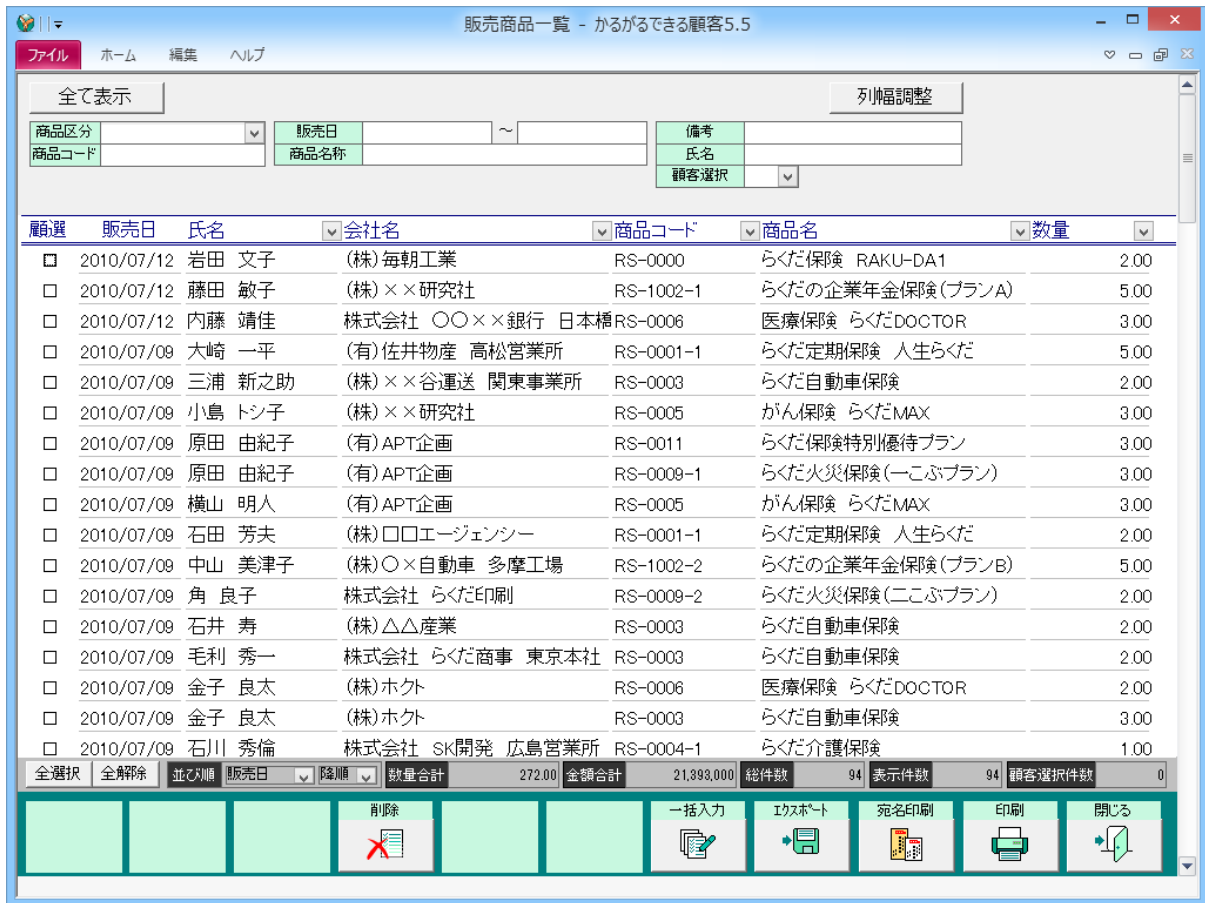 販売商品一覧 - かるがるできる顧客5.5
ファイル ホーム 編集 ヘルプ
全て表示 列幅調整
商品区分 販売日 ～ 備考
商品コード 商品名称 氏名
顧客選択
顧選 販売日 氏名 会社名 商品コード 商品名 数量
2010/07/12 岩田 文子 (株)毎朝工業 RS-0000 らくだ保険 RAKU-DA1 2.00
2010/07/12 藤田 敏子 (株)××研究社 RS-1002-1 らくだの企業年金保険(プランA) 5.00
2010/07/12 内藤 靖佳 株式会社 〇〇××銀行 日本橋 RS-0006 医療保険 らくだDOCTOR 3.00
2010/07/09 大崎 一平 (有)佐井物産 高松営業所 RS-0001-1 らくだ定期保険 人生らくだ 5.00
2010/07/09 三浦 新之助 (株)××谷運送 関東事業所 RS-0003 らくだ自動車保険 2.00
2010/07/09 小島 トシ子 (株)××研究社 RS-0005 がん保険 らくだMAX 3.00
2010/07/09 原田 由紀子 (有)APT企画 RS-0011 らくだ保険特別優待プラン 3.00
2010/07/09 原田 由紀子 (有)APT企画 RS-0009-1 らくだ火災保険(一こぶプラン) 3.00
2010/07/09 横山 明人 (有)APT企画 RS-0005 がん保険 らくだMAX 3.00
2010/07/09 石田 芳夫 (株)□□エージェンシー RS-0001-1 らくだ定期保険 人生らくだ 2.00
2010/07/09 中山 美津子 (株)〇×自動車 多摩工場 RS-1002-2 らくだの企業年金保険(プランB) 5.00
2010/07/09 角 良子 株式会社 らくだ印刷 RS-0009-2 らくだ火災保険(二こぶプラン) 2.00
2010/07/09 石井 寿 (株)△△産業 RS-0003 らくだ自動車保険 2.00
2010/07/09 毛利 秀一 株式会社 らくだ商事 東京本社 RS-0003 らくだ自動車保険 2.00
2010/07/09 金子 良太 (株)ホクト RS-0006 医療保険 らくだDOCTOR 2.00
2010/07/09 金子 良太 (株)ホクト RS-0003 らくだ自動車保険 3.00
2010/07/09 石川 秀倫 株式会社 SK開発 広島営業所 RS-0004-1 らくだ介護保険 1.00
全選択 全解除 並び順 販売日 降順 数量合計 272.00 金額合計 21,393,000 総件数 94 表示件数 94 顧客選択件数 0
削除 一括入力 エクスポート 宛名印刷 印刷 閉じる